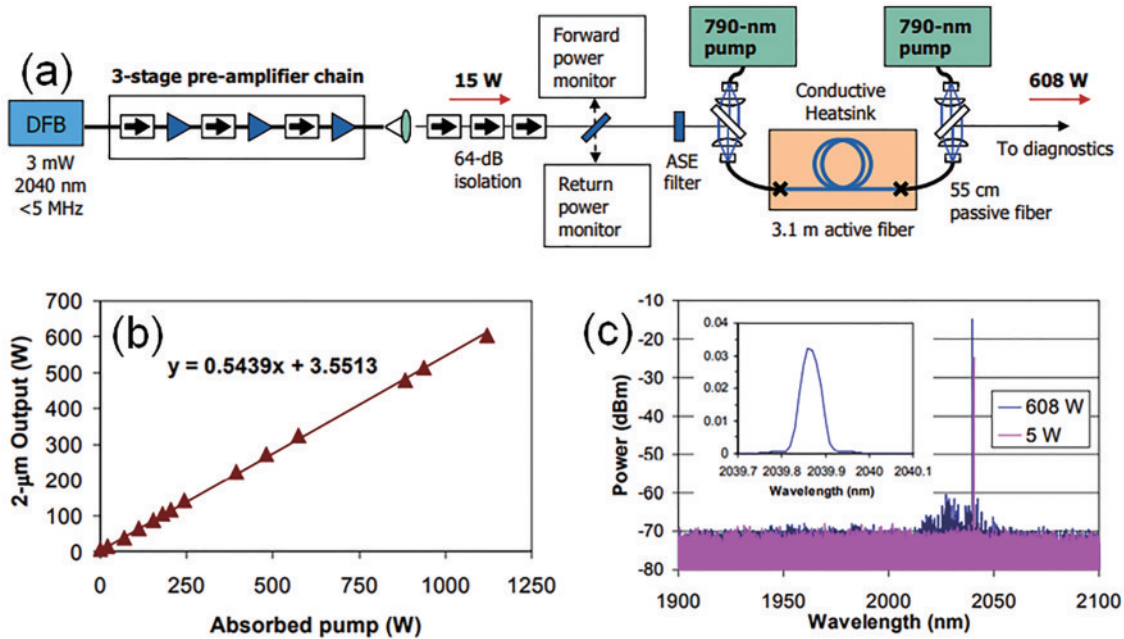 (a)
DFB
3 mW
2040 nm
<5 MHz
3-stage pre-amplifier chain
15 W
64-dB
isolation
Forward
power
monitor
Return
power
monitor
ASE
filter
790-nm
pump
Conductive
Heatsink
3.1 m active fiber
790-nm
pump
55 cm
passive fiber
608 W
To diagnostics
(b)
y = 0.5439x + 3.5513
2-μm Output (W)
700
600
500
400
300
200
100
0
0 250 500 750 1000 1250
Absorbed pump (W)
(c)
Power (dBm)
-10
-20
-30
-40
-50
-60
-70
-80
1900 1950 2000 2050 2100
Wavelength (nm)
0.04
0.03
0.02
0.01
0
2039.7 2039.8 2039.9 2040 2040.1
Wavelength (nm)
608 W
5 W